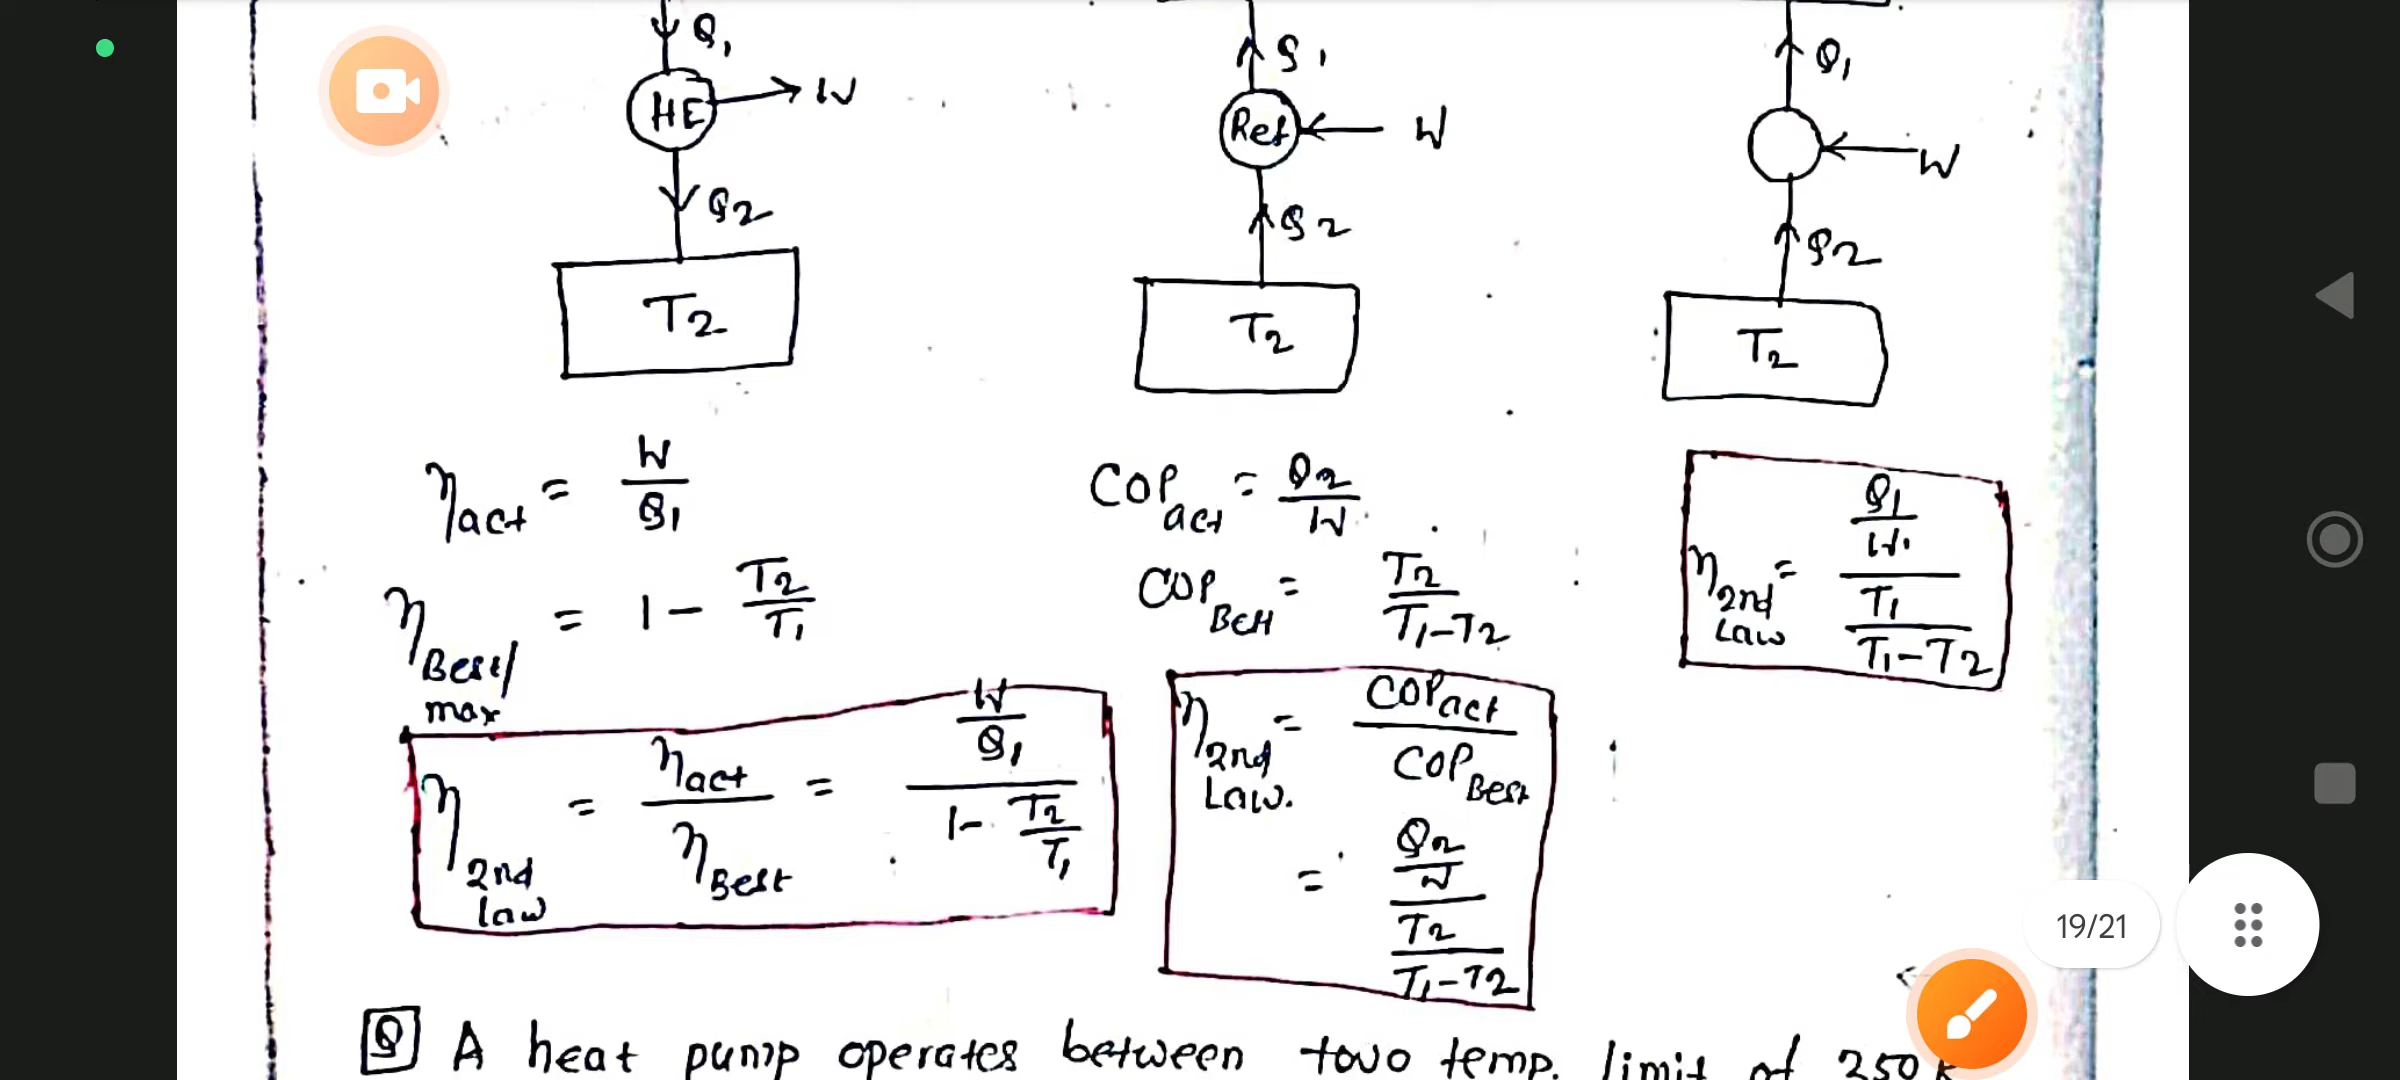 Q1
HE → W
Q2
T2
Q1
Ref ← W
Q2
T2
Q1
W
Q2
T2
ηact = W/Q1
ηBest/max = 1 - T2/T1
η2nd law = ηact/ηBest = (W/Q1)/(1 - T2/T1)
COPact = Q2/W
COPBest = T2/(T1-T2)
η2nd Law. = COPact/COPBest
= (Q2/W)/(T2/(T1-T2))
η2nd Law = (Q1/W)/(T1/(T1-T2))
Q A heat pump operates between two temp. limit of 250 K
19/21